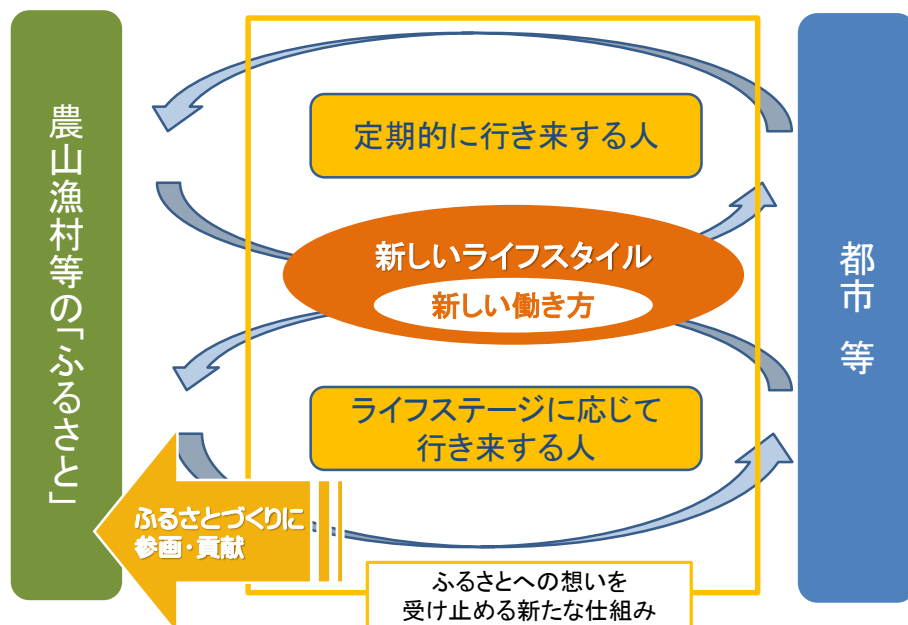 農山漁村等の「ふるさと」
定期的に行き来する人
新しいライフスタイル
新しい働き方
都市 等
ライフステージに応じて
行き来する人
ふるさとづくりに
参画・貢献
ふるさとへの想いを
受け止める新たな仕組み